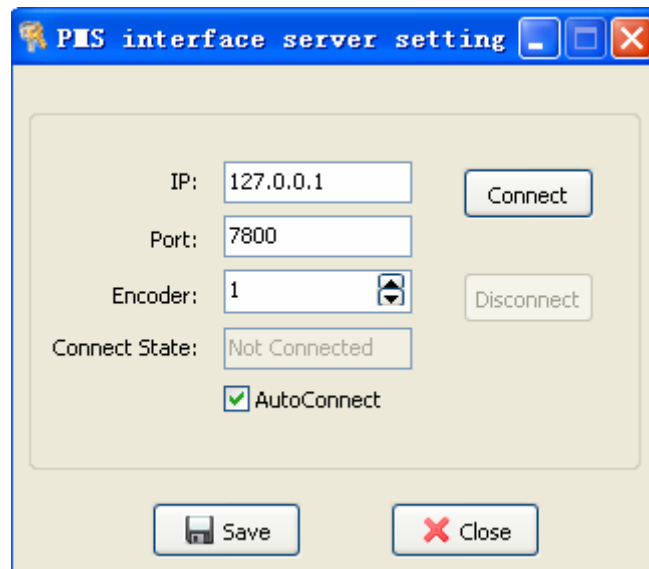 PMS interface server setting
IP: 127.0.0.1
Connect
Port: 7800
Encoder: 1
Disconnect
Connect State: Not Connected
AutoConnect
Save
Close